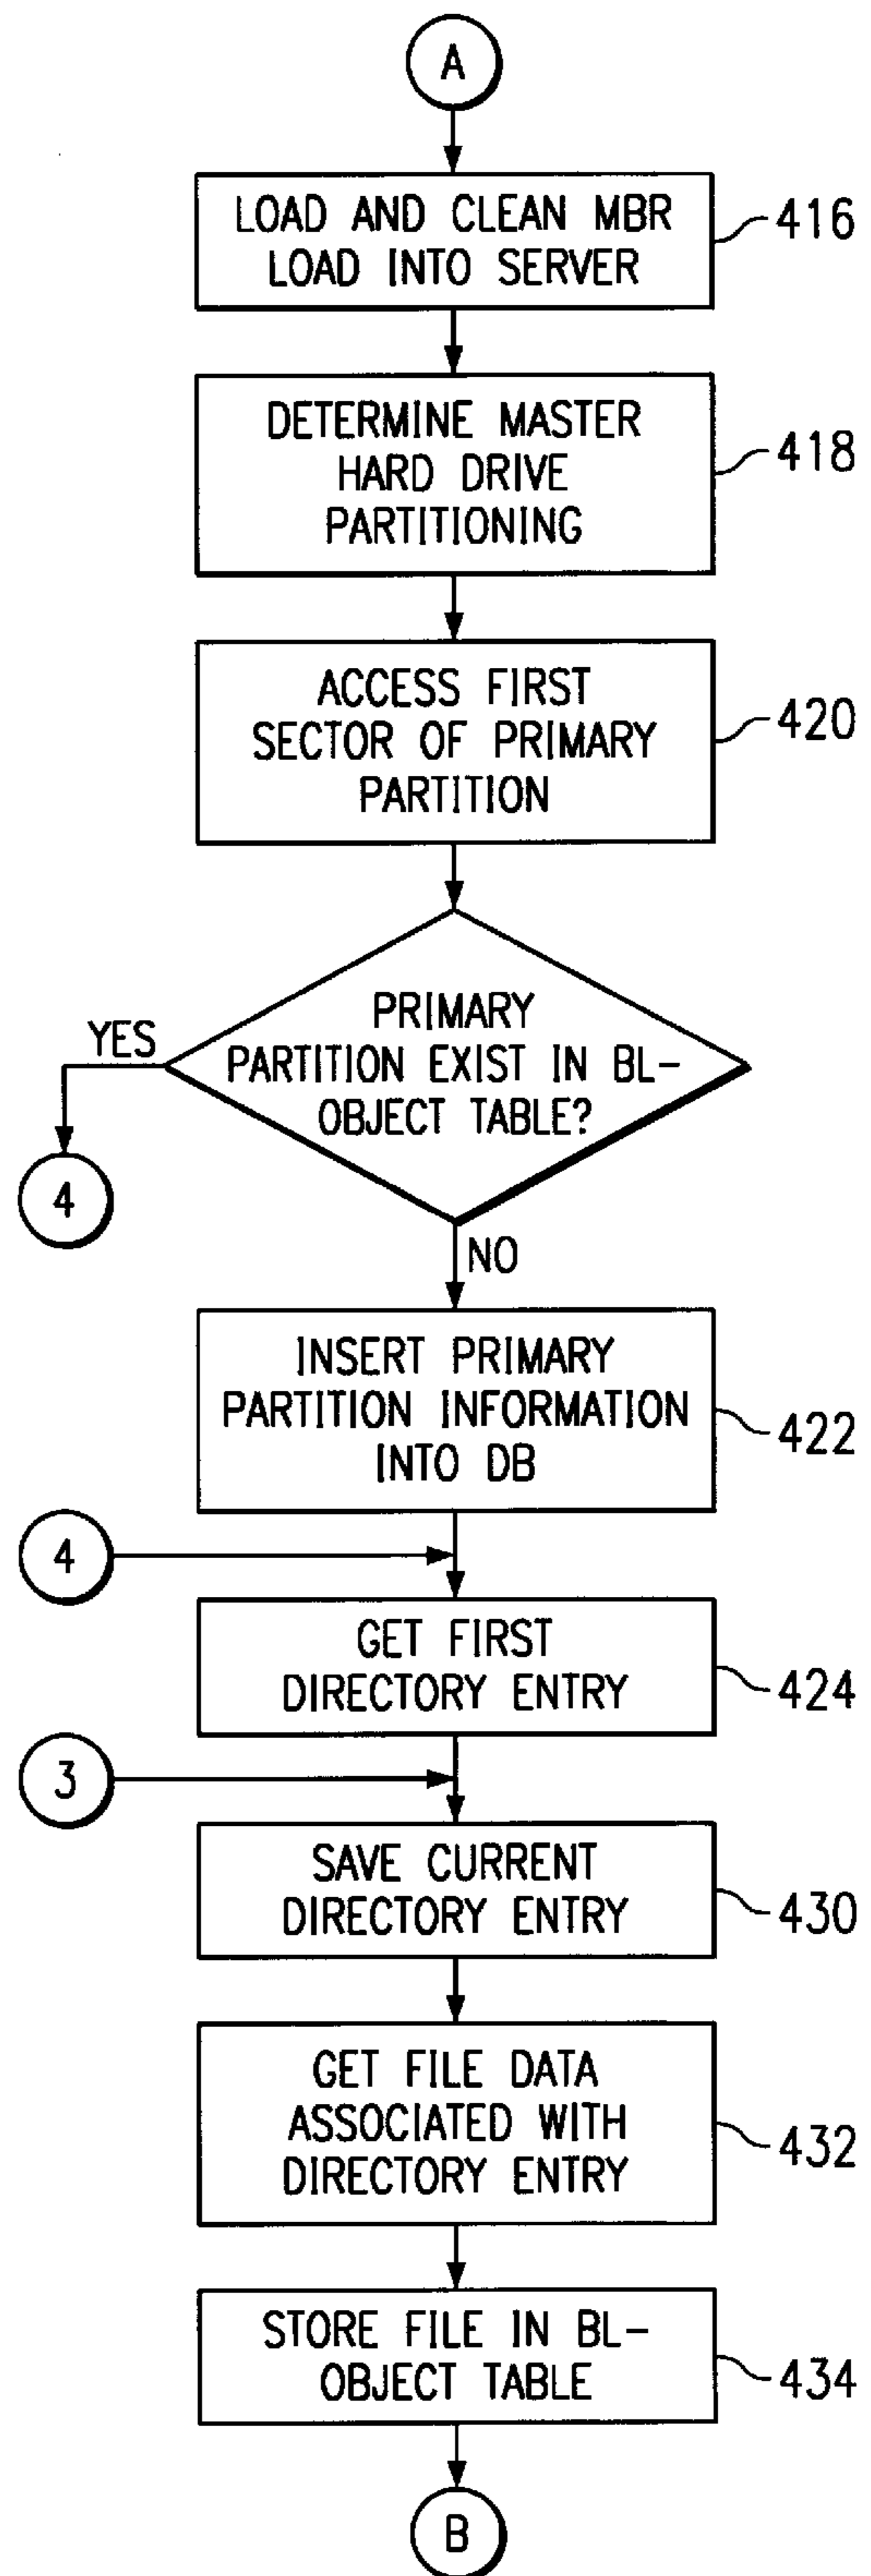 A
LOAD AND CLEAN MBR
LOAD INTO SERVER
416
DETERMINE MASTER
HARD DRIVE
PARTITIONING
418
ACCESS FIRST
SECTOR OF PRIMARY
PARTITION
420
PRIMARY
PARTITION EXIST IN BL-
OBJECT TABLE?
YES
4
NO
INSERT PRIMARY
PARTITION INFORMATION
INTO DB
422
4
GET FIRST
DIRECTORY ENTRY
424
3
SAVE CURRENT
DIRECTORY ENTRY
430
GET FILE DATA
ASSOCIATED WITH
DIRECTORY ENTRY
432
STORE FILE IN BL-
OBJECT TABLE
434
B